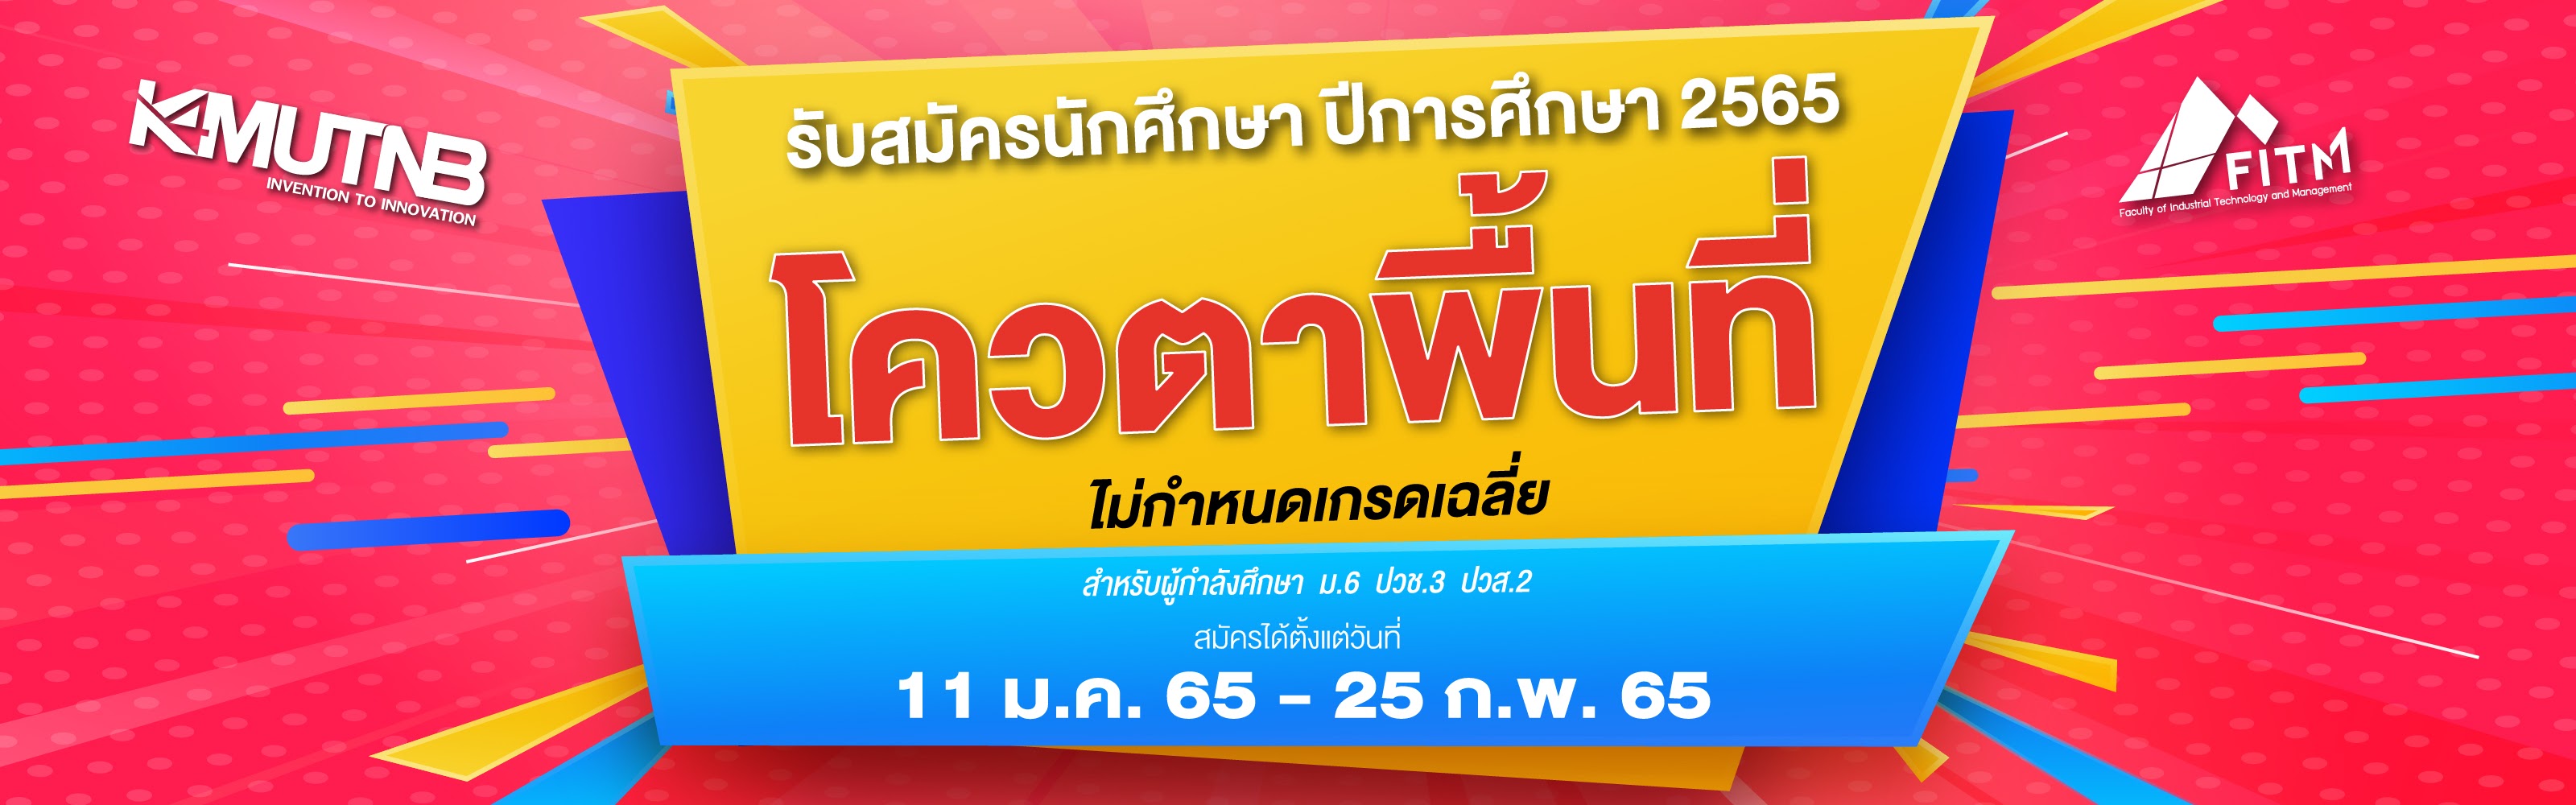 KMUTNB
INVENTION TO INNOVATION
FITM
Faculty of Industrial Technology and Management
รับสมัครนักศึกษา ปีการศึกษา 2565
โควตาพื้นที่
ไม่กำหนดเกรดเฉลี่ย
สำหรับผู้กำลังศึกษา ม.6 ปวช.3 ปวส.2
สมัครได้ตั้งแต่วันที่
11 ม.ค. 65 - 25 ก.พ. 65